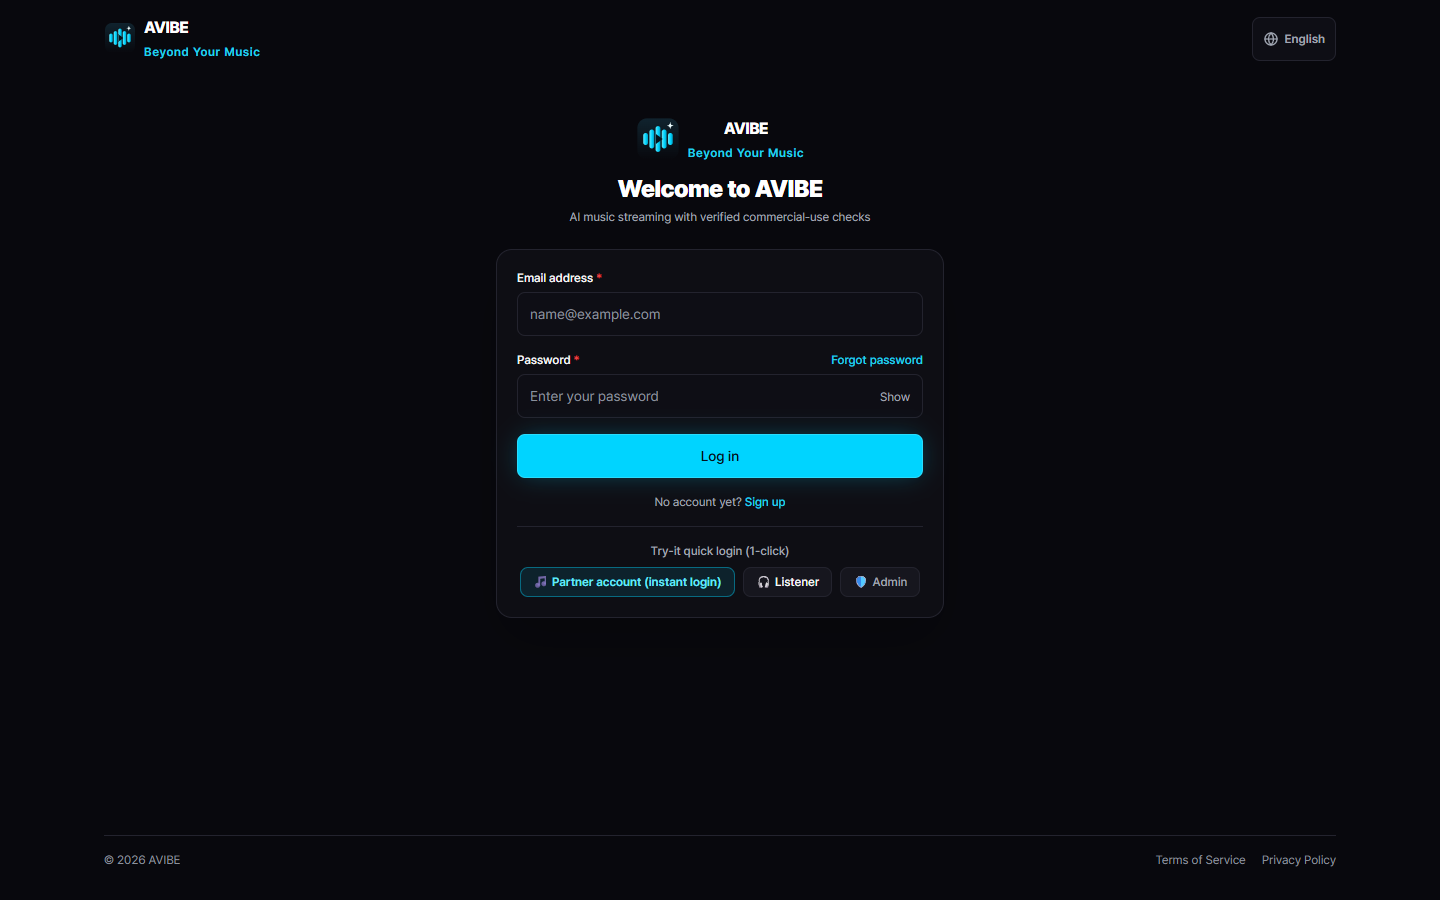 AVIBE
Beyond Your Music
English
AVIBE
Beyond Your Music
Welcome to AVIBE
AI music streaming with verified commercial-use checks
Email address *
name@example.com
Password *
Forgot password
Enter your password
Show
Log in
No account yet? Sign up
Try-it quick login (1-click)
Partner account (instant login)
Listener
Admin
© 2026 AVIBE
Terms of Service
Privacy Policy